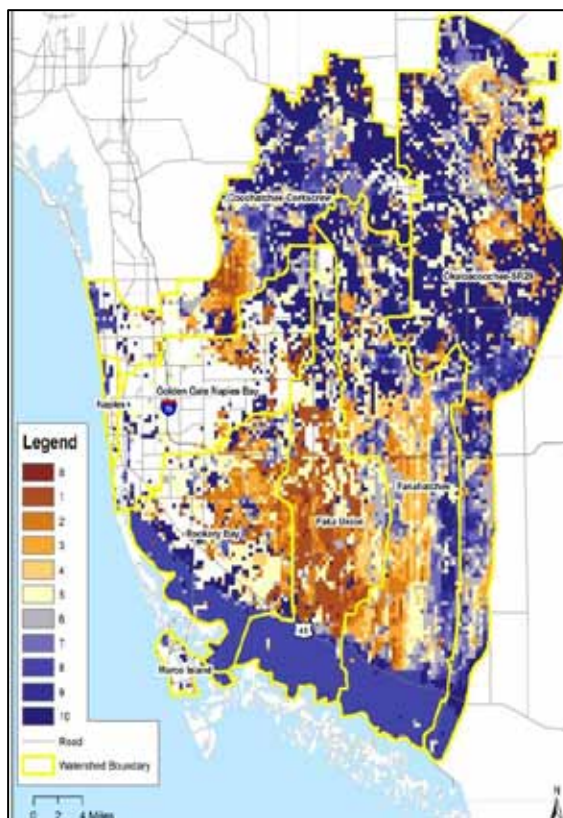 Cocohatchee-Corkscrew
Okaloacoochee-SR29
Golden Gate Naples Bay
Naples
75
Legend
0
1
2
3
4
5
6
7
8
9
10
Road
Watershed Boundary
Fakahatchee
Faka Union
Rookery Bay
41
Marco Island
N
0 2 4 Miles